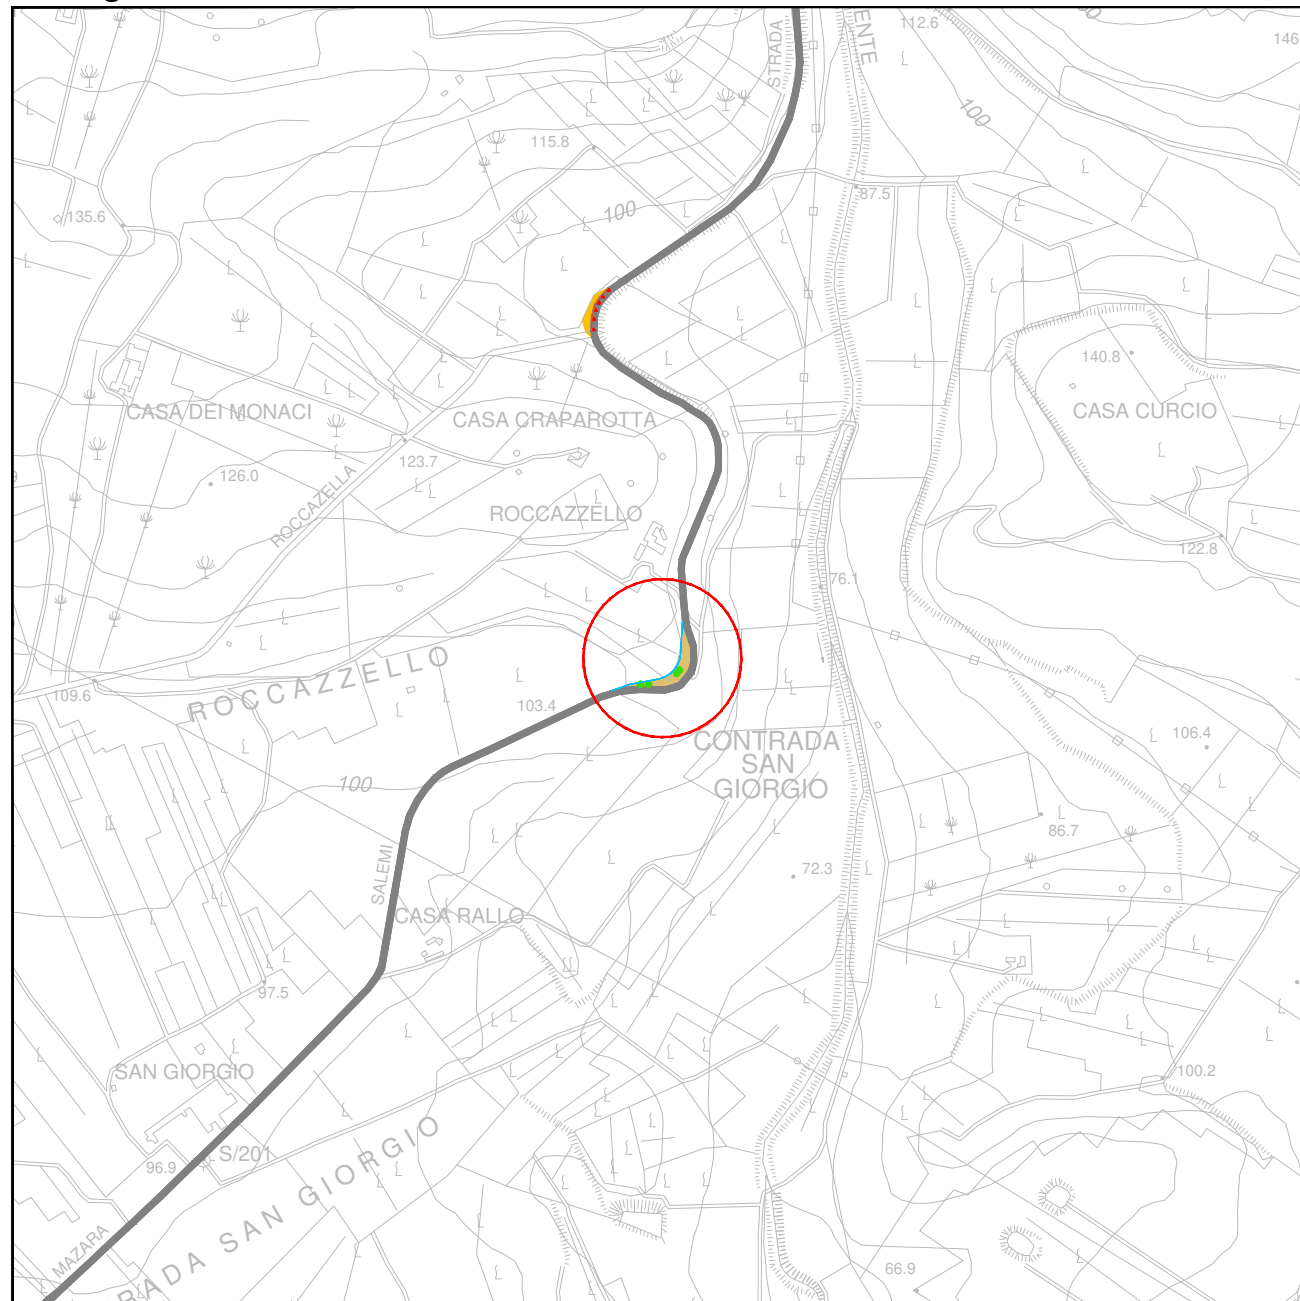 STRADA
ENTE
112.6
146
100
115.8
87.5
135.6
100
140.8
CASA DEI MONACI
CASA CRAPAROTTA
CASA CURCIO
123.7
126.0
ROCCAZELLA
ROCCAZZELLO
122.8
76.1
ROCCAZZELLO
109.6
103.4
CONTRADA
SAN
GIORGIO
106.4
100
86.7
SALEMI
72.3
CASA RALLO
97.5
SAN GIORGIO
100.2
S/201
96.9
MAZARA
RADA SAN GIORGIO
66.9